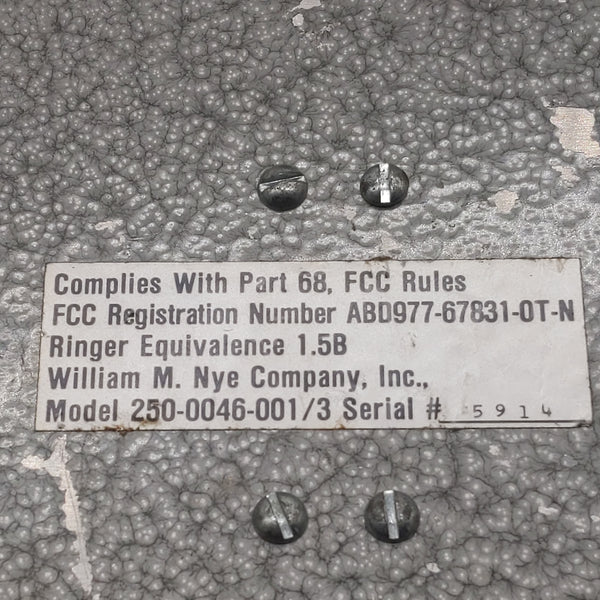 Complies With Part 68, FCC Rules
FCC Registration Number ABD977-67831-OT-N
Ringer Equivalence 1.5B
William M. Nye Company, Inc.,
Model 250-0046-001/3 Serial # 5914